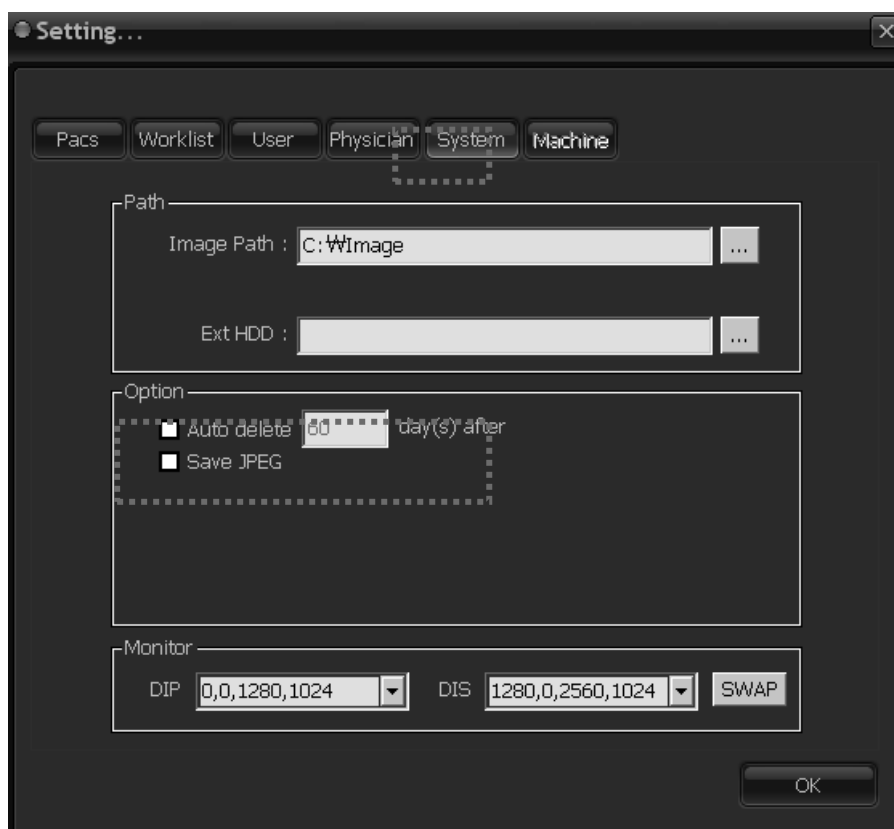 Setting...
Pacs Worklist User Physician System Machine
Path
Image Path : C:₩Image ...
Ext HDD : ...
Option
Auto delete 60 day(s) after
Save JPEG
Monitor
DIP 0,0,1280,1024 DIS 1280,0,2560,1024 SWAP
OK